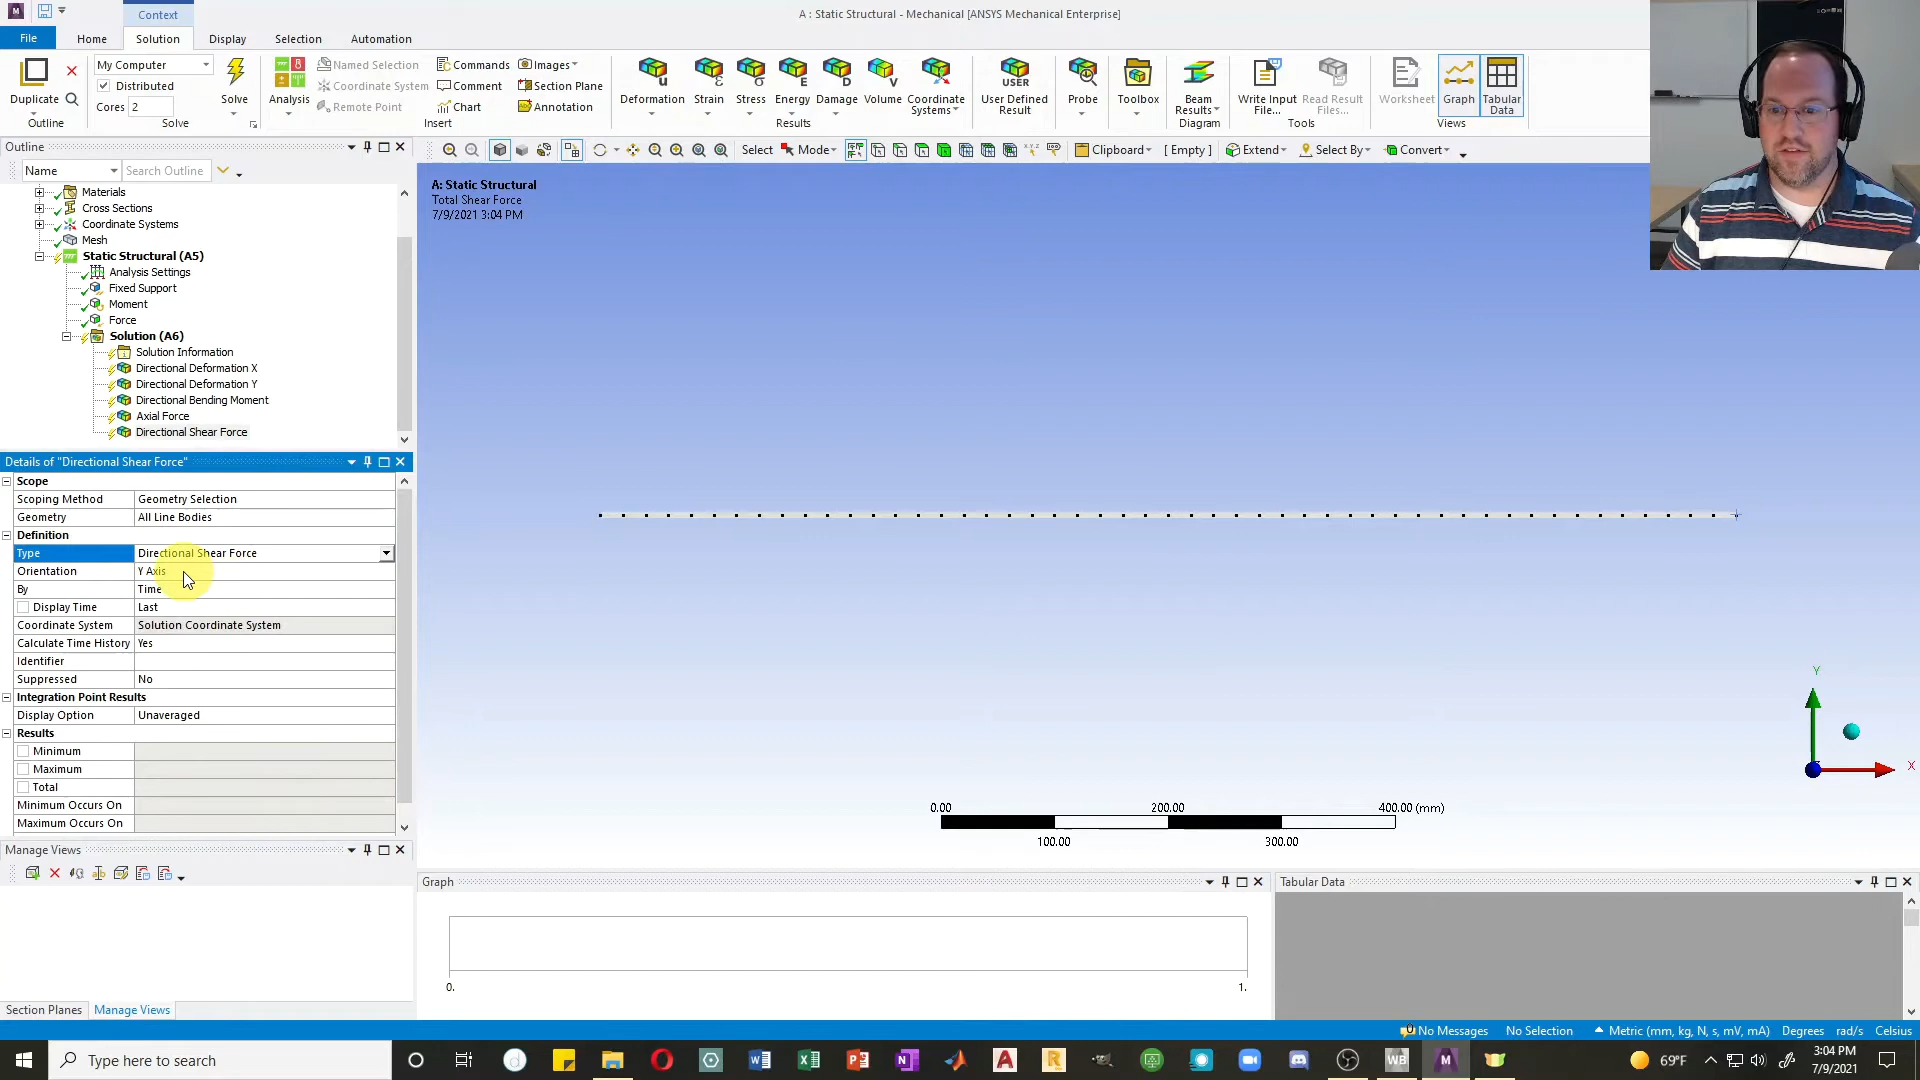 Context
A : Static Structural - Mechanical [ANSYS Mechanical Enterprise]
File
Home
Solution
Display
Selection
Automation
Duplicate
Outline
My Computer
Distributed
Cores 2
Solve
Solve
Analysis
Named Selection
Coordinate System
Remote Point
Commands
Comment
Chart
Images
Section Plane
Annotation
Insert
Deformation
Strain
Stress
Energy
Damage
Volume
Coordinate Systems
Results
User Defined Result
Probe
Toolbox
Beam Results
Diagram
Write Input File...
Read Result Files...
Tools
Worksheet
Graph
Tabular Data
Views
Outline
Name
Search Outline
Select
Mode
Clipboard
[ Empty ]
Extend
Select By
Convert
Materials
Cross Sections
Coordinate Systems
Mesh
Static Structural (A5)
Analysis Settings
Fixed Support
Moment
Force
Solution (A6)
Solution Information
Directional Deformation X
Directional Deformation Y
Directional Bending Moment
Axial Force
Directional Shear Force
A: Static Structural
Total Shear Force
7/9/2021 3:04 PM
Details of "Directional Shear Force"
Scope
Scoping Method Geometry Selection
Geometry All Line Bodies
Definition
Type Directional Shear Force
Orientation Y Axis
By Time
Display Time Last
Coordinate System Solution Coordinate System
Calculate Time History Yes
Identifier
Suppressed No
Integration Point Results
Display Option Unaveraged
Results
Minimum
Maximum
Total
Minimum Occurs On
Maximum Occurs On
Y
X
0.00 200.00 400.00 (mm)
100.00 300.00
Manage Views
Section Planes
Manage Views
Graph
0. 1.
Tabular Data
No Messages
No Selection
Metric (mm, kg, N, s, mV, mA)
Degrees
rad/s
Celsius
Type here to search
69°F
3:04 PM
7/9/2021